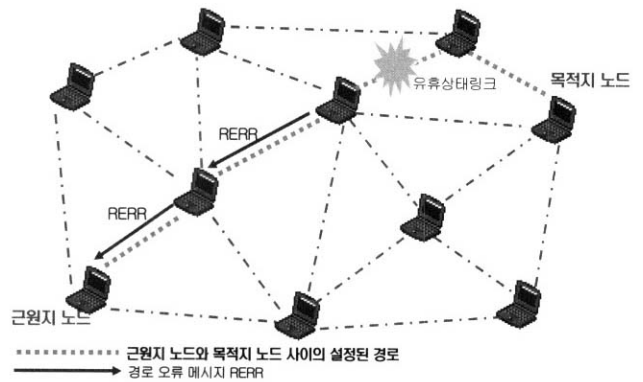 유휴상태링크
목적지 노드
RERR
RERR
근원지 노드
근원지 노드와 목적지 노드 사이의 설정된 경로
경로 오류 메시지 RERR